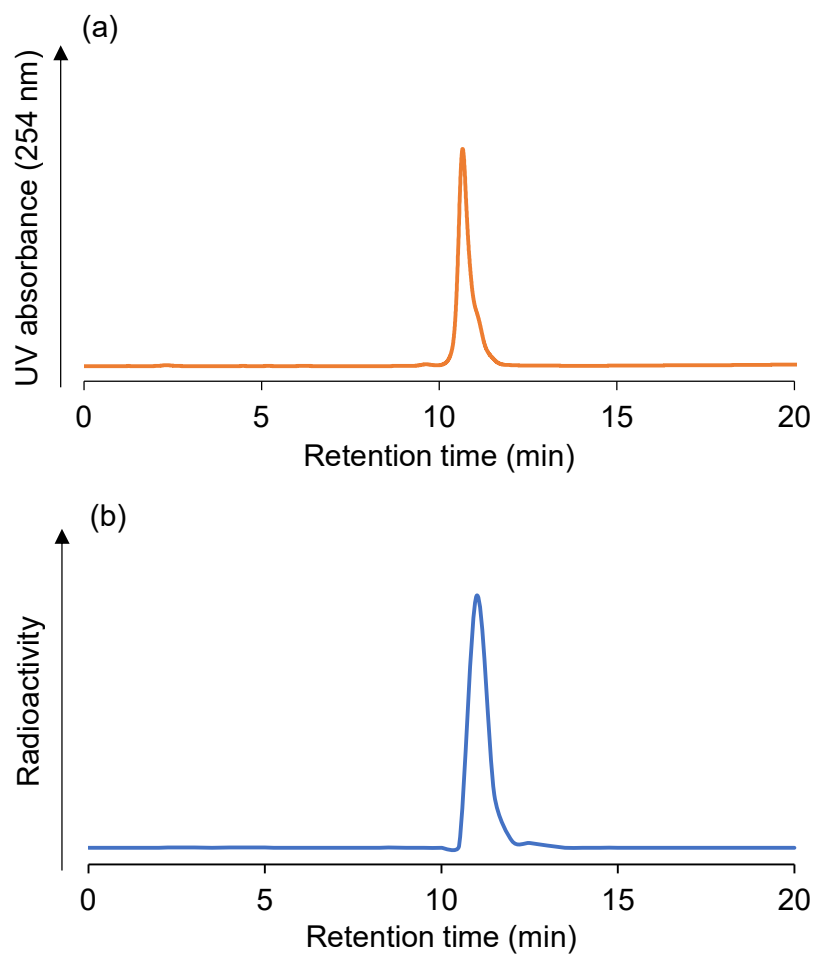 (a)
UV absorbance (254 nm)
0 5 10 15 20
Retention time (min)
(b)
Radioactivity
0 5 10 15 20
Retention time (min)